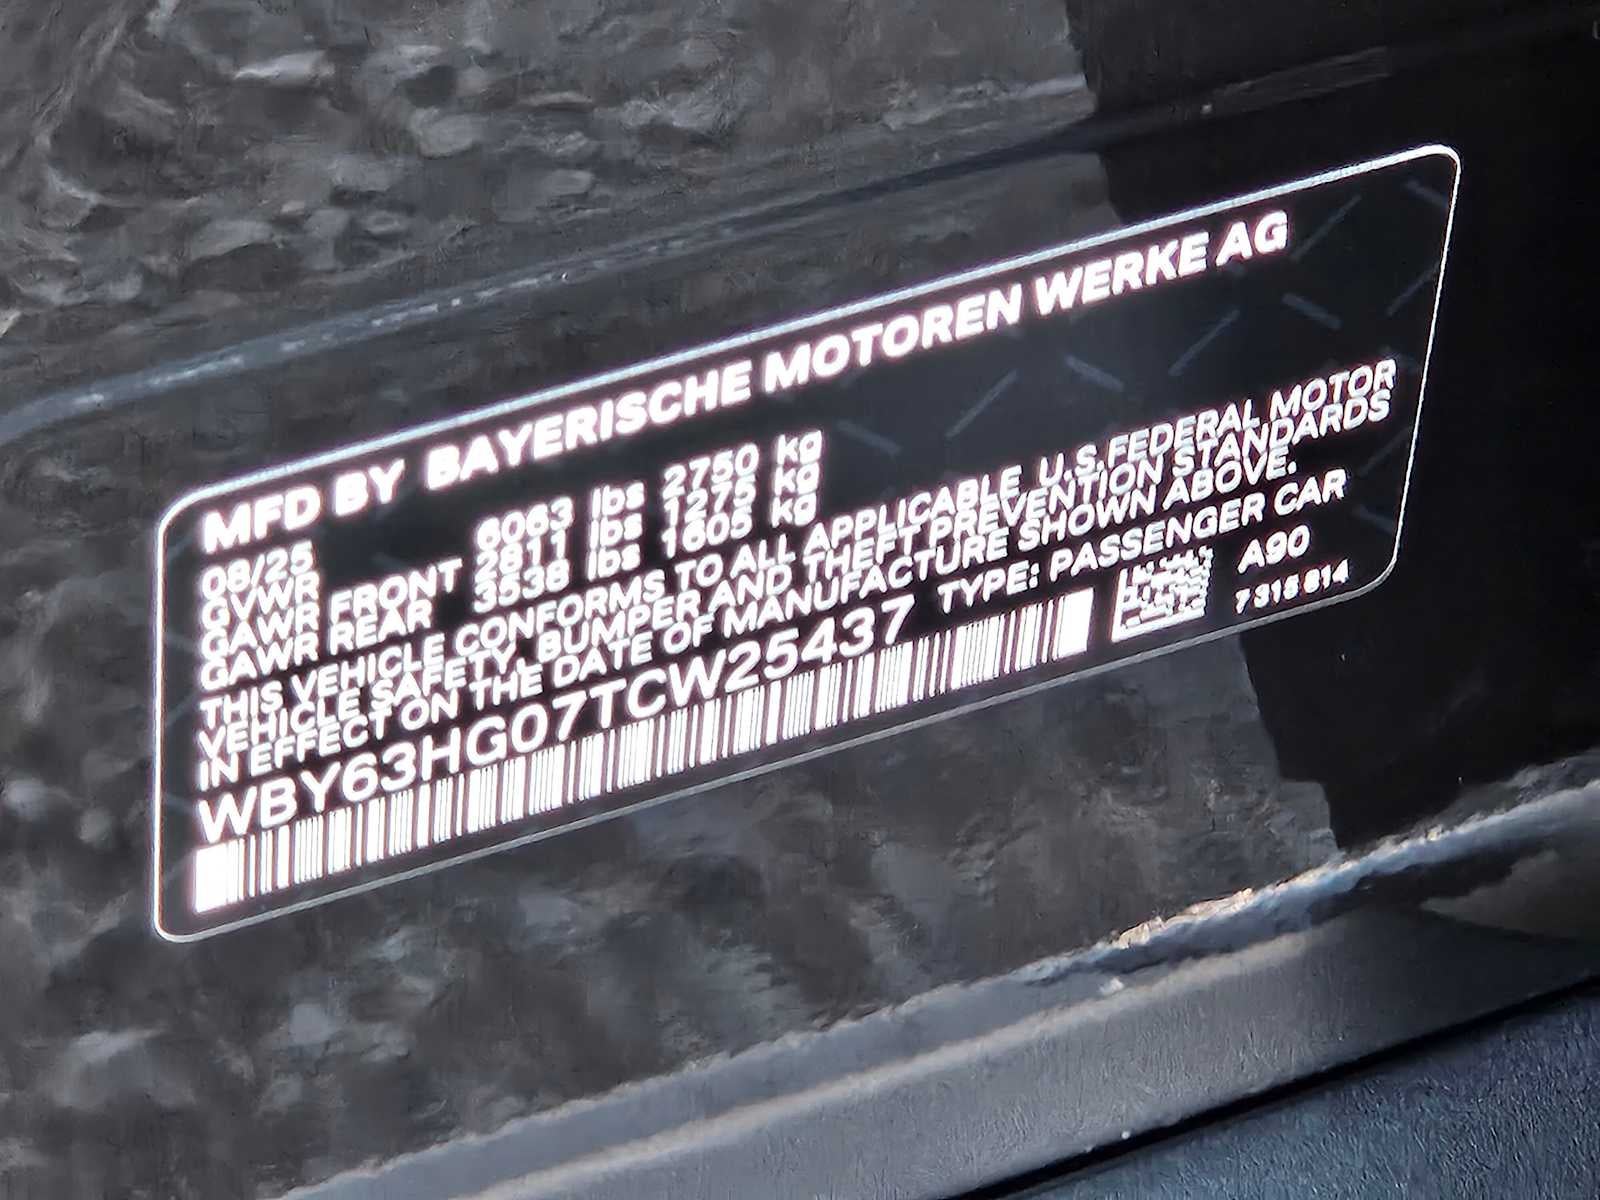 MFD BY BAYERISCHE MOTOREN WERKE AG
08/25
GVWR 6063 lbs 2750 kg
GAWR FRONT 2811 lbs 1275 kg
GAWR REAR 3538 lbs 1605 kg
THIS VEHICLE CONFORMS TO ALL APPLICABLE U.S.FEDERAL MOTOR
VEHICLE SAFETY, BUMPER AND THEFT PREVENTION STANDARDS
IN EFFECT ON THE DATE OF MANUFACTURE SHOWN ABOVE.
WBY63HG07TCW25437 TYPE: PASSENGER CAR
A90
7 315 814